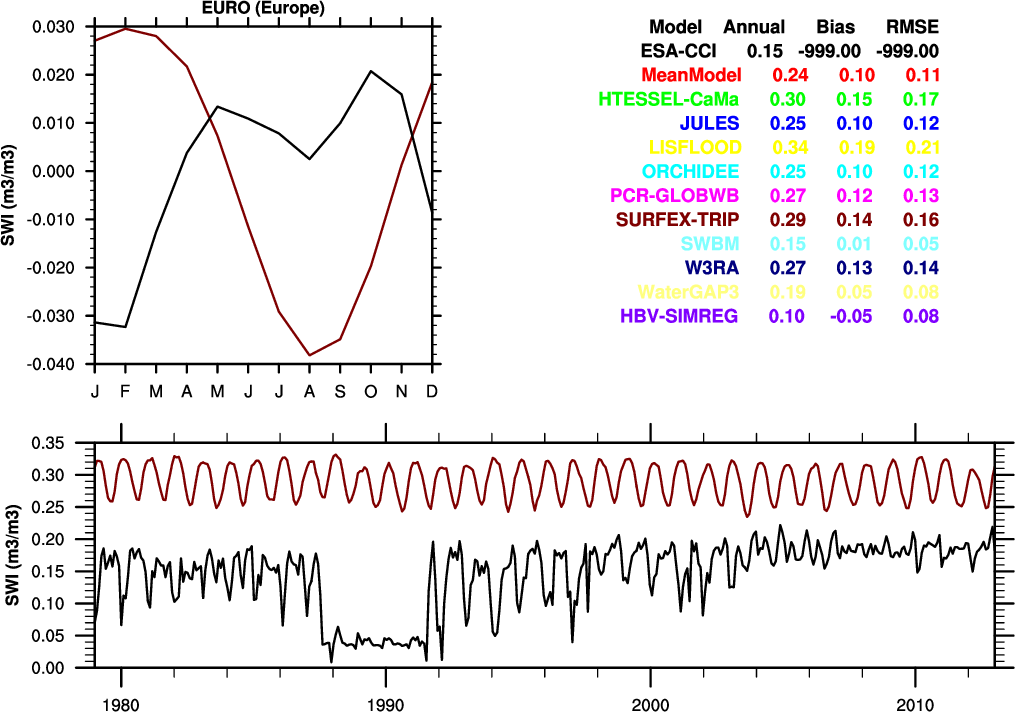 EURO (Europe)
0.030
0.020
0.010
0.000
-0.010
-0.020
-0.030
-0.040
SWI (m3/m3)
J F M A M J J A S O N D
Model Annual Bias RMSE
ESA-CCI 0.15 -999.00 -999.00
MeanModel 0.24 0.10 0.11
HTESSEL-CaMa 0.30 0.15 0.17
JULES 0.25 0.10 0.12
LISFLOOD 0.34 0.19 0.21
ORCHIDEE 0.25 0.10 0.12
PCR-GLOBWB 0.27 0.12 0.13
SURFEX-TRIP 0.29 0.14 0.16
SWBM 0.15 0.01 0.05
W3RA 0.27 0.13 0.14
WaterGAP3 0.19 0.05 0.08
HBV-SIMREG 0.10 -0.05 0.08
0.35
0.30
0.25
0.20
0.15
0.10
0.05
0.00
SWI (m3/m3)
1980 1990 2000 2010